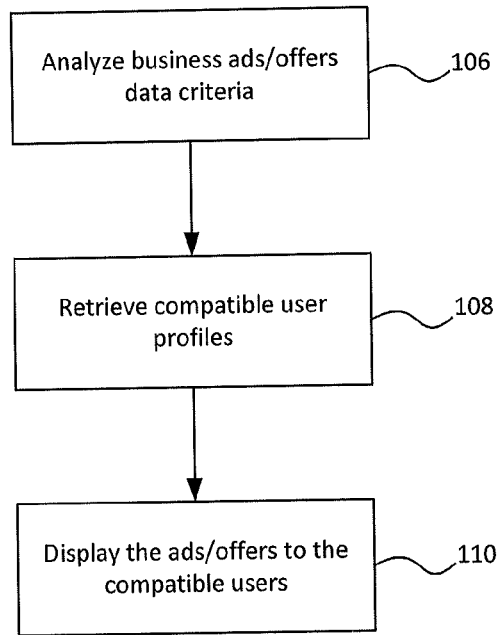 Analyze business ads/offers
data criteria
106
Retrieve compatible user
profiles
108
Display the ads/offers to the
compatible users
110